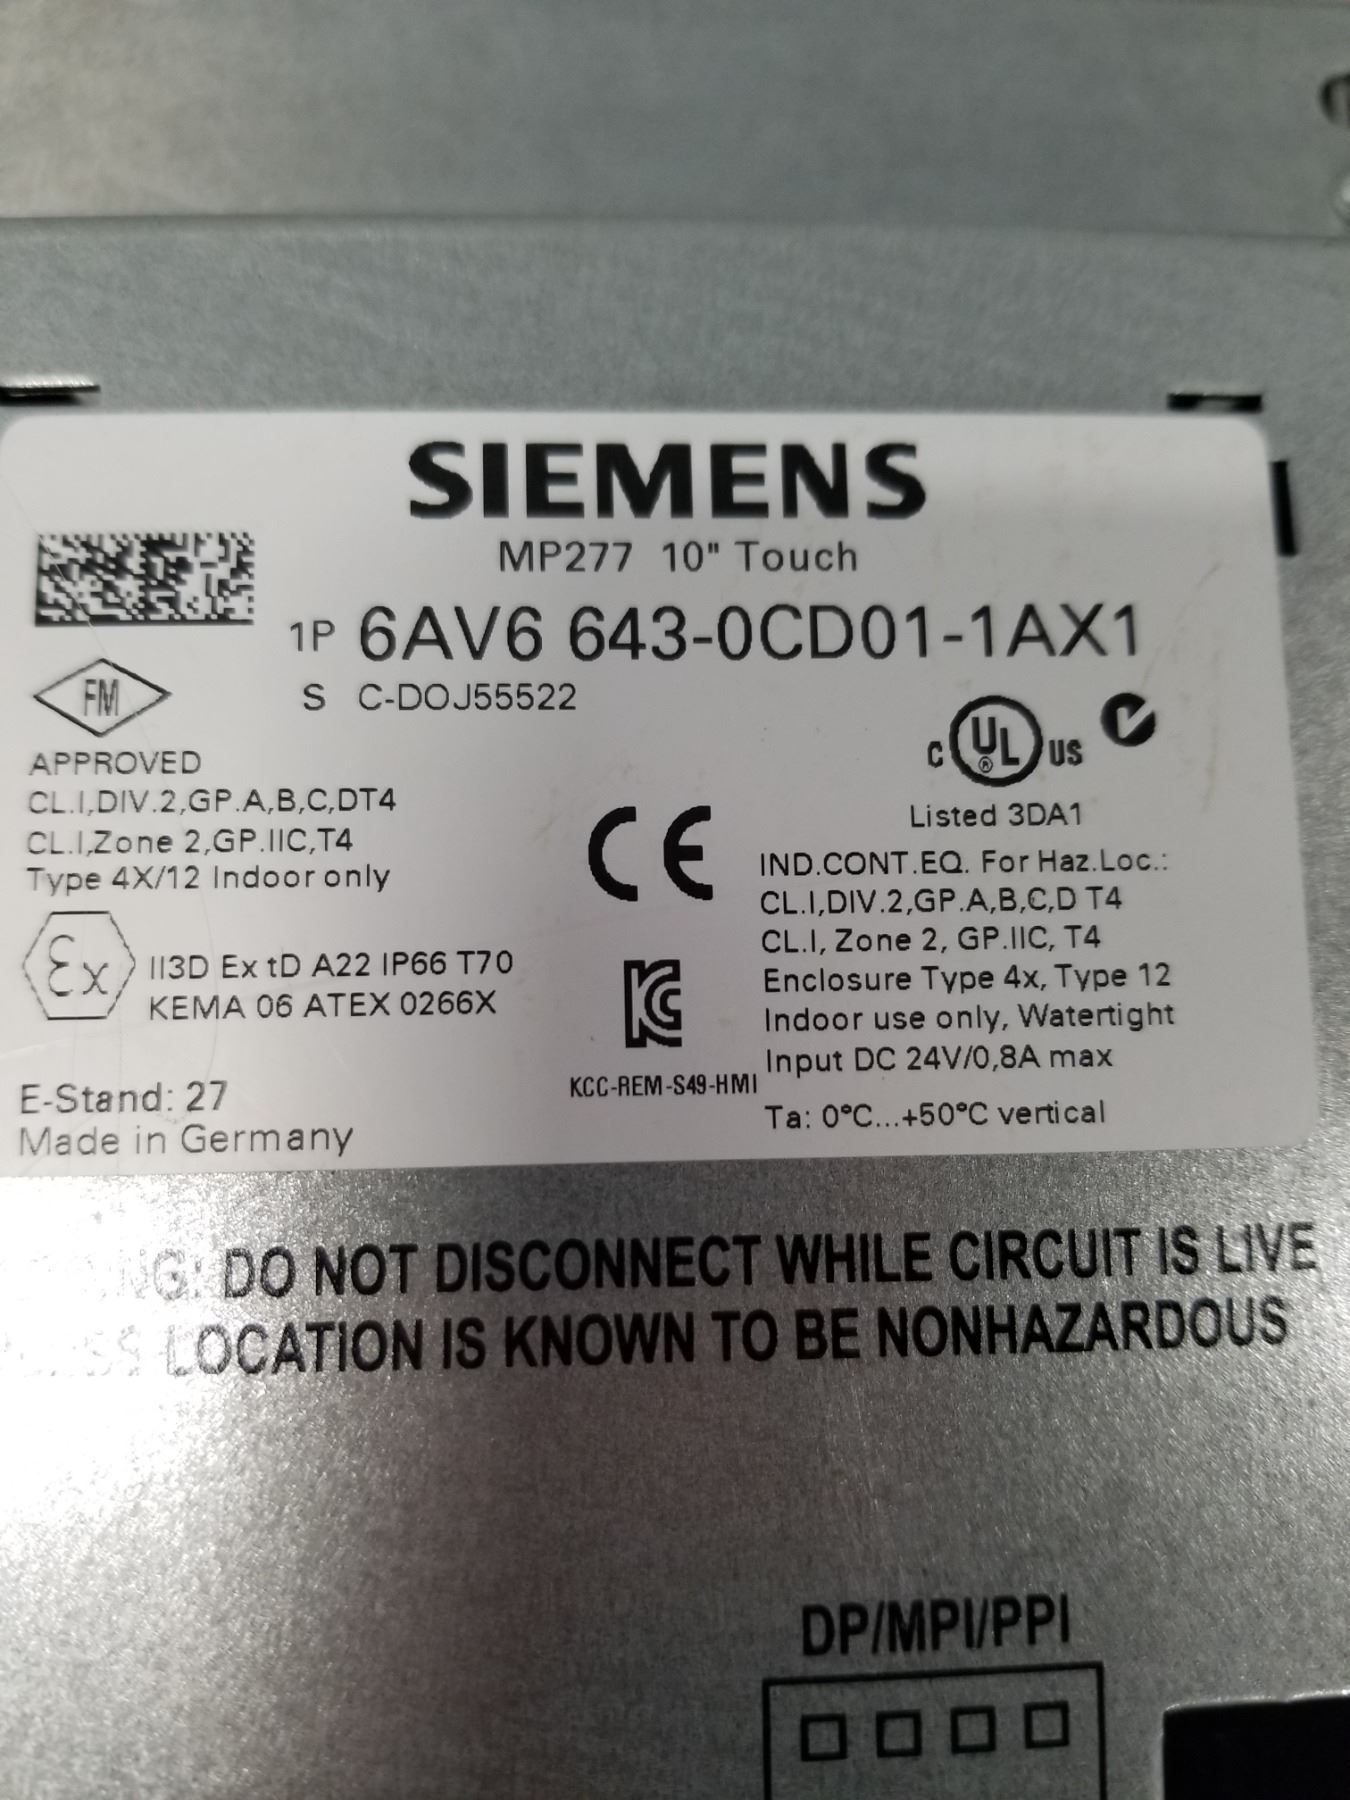 SIEMENS
MP277 10" Touch
1P 6AV6 643-0CD01-1AX1
S C-DOJ55522
FM
APPROVED
CL.I,DIV.2,GP.A,B,C,DT4
CL.I,Zone 2,GP.IIC,T4
Type 4X/12 Indoor only
Ex II3D Ex tD A22 IP66 T70
KEMA 06 ATEX 0266X
E-Stand: 27
Made in Germany
CE
KC
KCC-REM-S49-HMI
C UL® US
Listed 3DA1
IND.CONT.EQ. For Haz.Loc.:
CL.I,DIV.2,GP.A,B,C,D T4
CL.I, Zone 2, GP.IIC, T4
Enclosure Type 4x, Type 12
Indoor use only, Watertight
Input DC 24V/0,8A max
Ta: 0°C...+50°C vertical
DO NOT DISCONNECT WHILE CIRCUIT IS LIVE
LOCATION IS KNOWN TO BE NONHAZARDOUS
DP/MPI/PPI